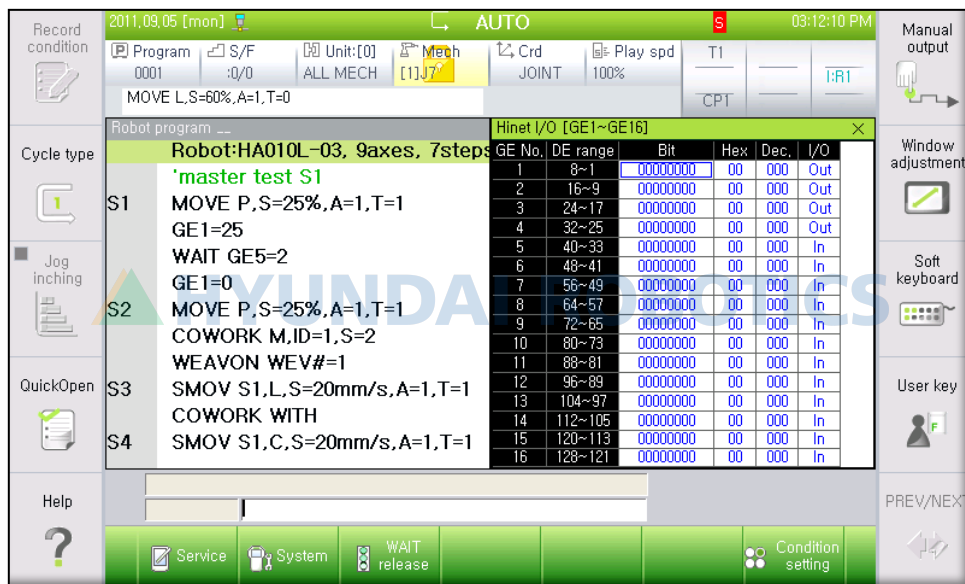 Record condition
2011,09,05 [mon]
AUTO
S
03:12:10 PM
Manual output
Program 0001
S/F :0/0
Unit:[0] ALL MECH
Mech [1]J7
Crd JOINT
Play spd 100%
T1
CPT
I:R1
MOVE L,S=60%,A=1,T=0
Cycle type
1
Jog inching
QuickOpen
Help
?
Robot program __
Robot:HA010L-03, 9axes, 7steps
'master test S1
S1 MOVE P,S=25%,A=1,T=1
GE1=25
WAIT GE5=2
GE1=0
S2 MOVE P,S=25%,A=1,T=1
COWORK M,ID=1,S=2
WEAVON WEV#=1
S3 SMOV S1,L,S=20mm/s,A=1,T=1
COWORK WITH
S4 SMOV S1,C,S=20mm/s,A=1,T=1
HYUNDAI ROBOTICS
Hinet I/O [GE1~GE16]
GE No. DE range Bit Hex Dec. I/O
1 8~1 00000000 00 000 Out
2 16~9 00000000 00 000 Out
3 24~17 00000000 00 000 Out
4 32~25 00000000 00 000 Out
5 40~33 00000000 00 000 In
6 48~41 00000000 00 000 In
7 56~49 00000000 00 000 In
8 64~57 00000000 00 000 In
9 72~65 00000000 00 000 In
10 80~73 00000000 00 000 In
11 88~81 00000000 00 000 In
12 96~89 00000000 00 000 In
13 104~97 00000000 00 000 In
14 112~105 00000000 00 000 In
15 120~113 00000000 00 000 In
16 128~121 00000000 00 000 In
Window adjustment
Soft keyboard
User key
F
PREV/NEXT
Service
System
WAIT release
Condition setting